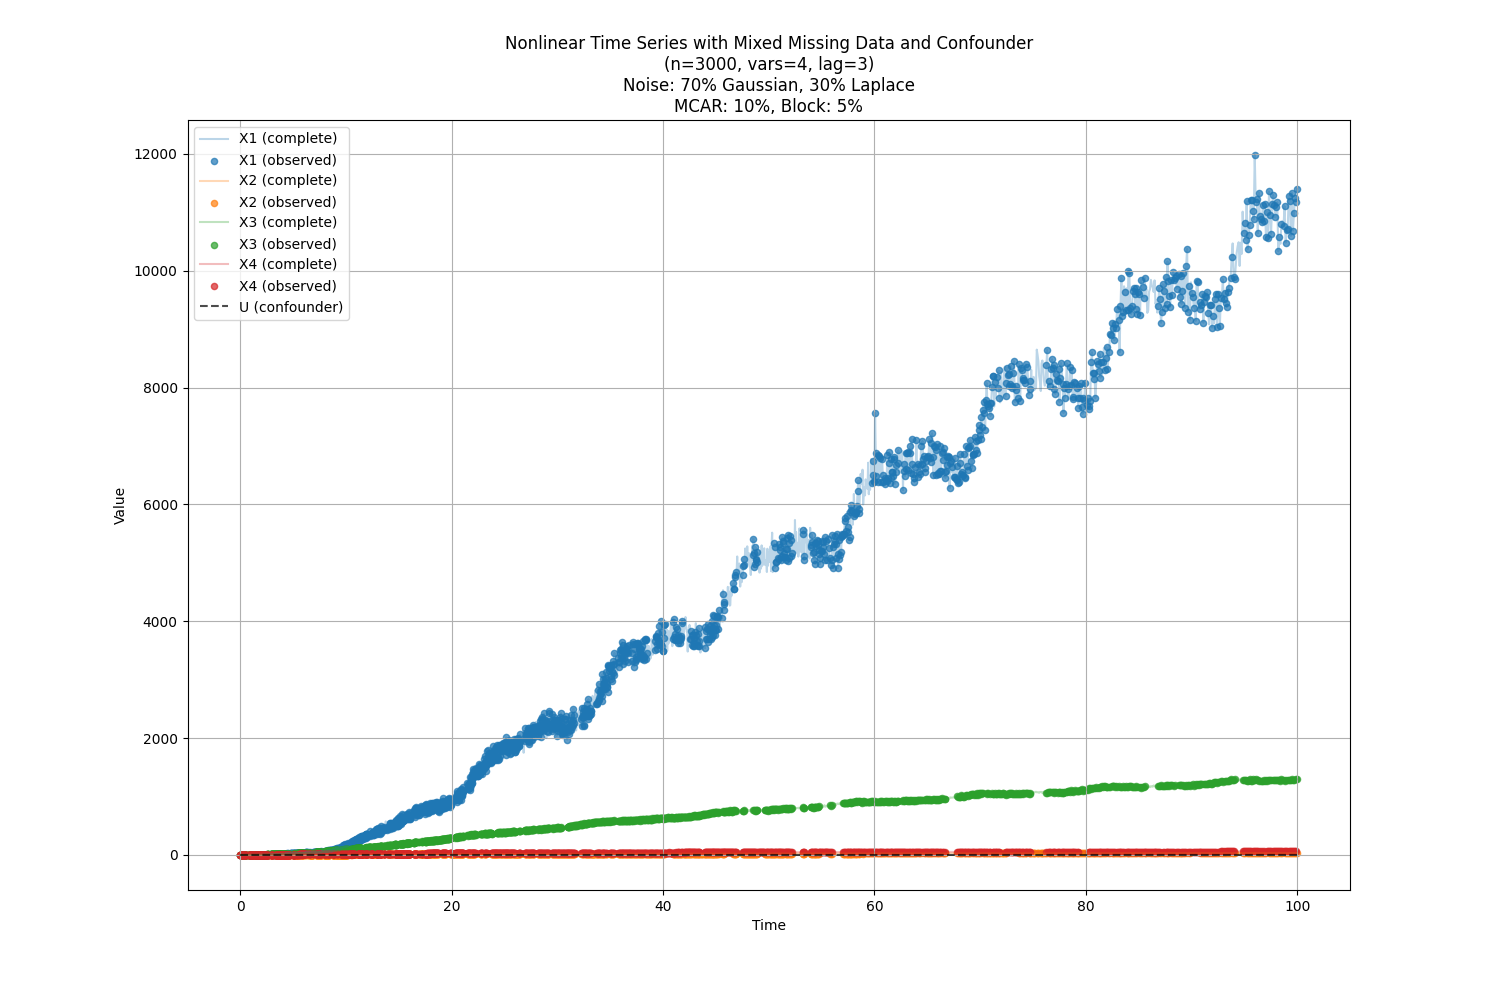 Nonlinear Time Series with Mixed Missing Data and Confounder
(n=3000, vars=4, lag=3)
Noise: 70% Gaussian, 30% Laplace
MCAR: 10%, Block: 5%
X1 (complete)
X1 (observed)
X2 (complete)
X2 (observed)
X3 (complete)
X3 (observed)
X4 (complete)
X4 (observed)
U (confounder)
Value
12000
10000
8000
6000
4000
2000
0
0 20 40 60 80 100
Time